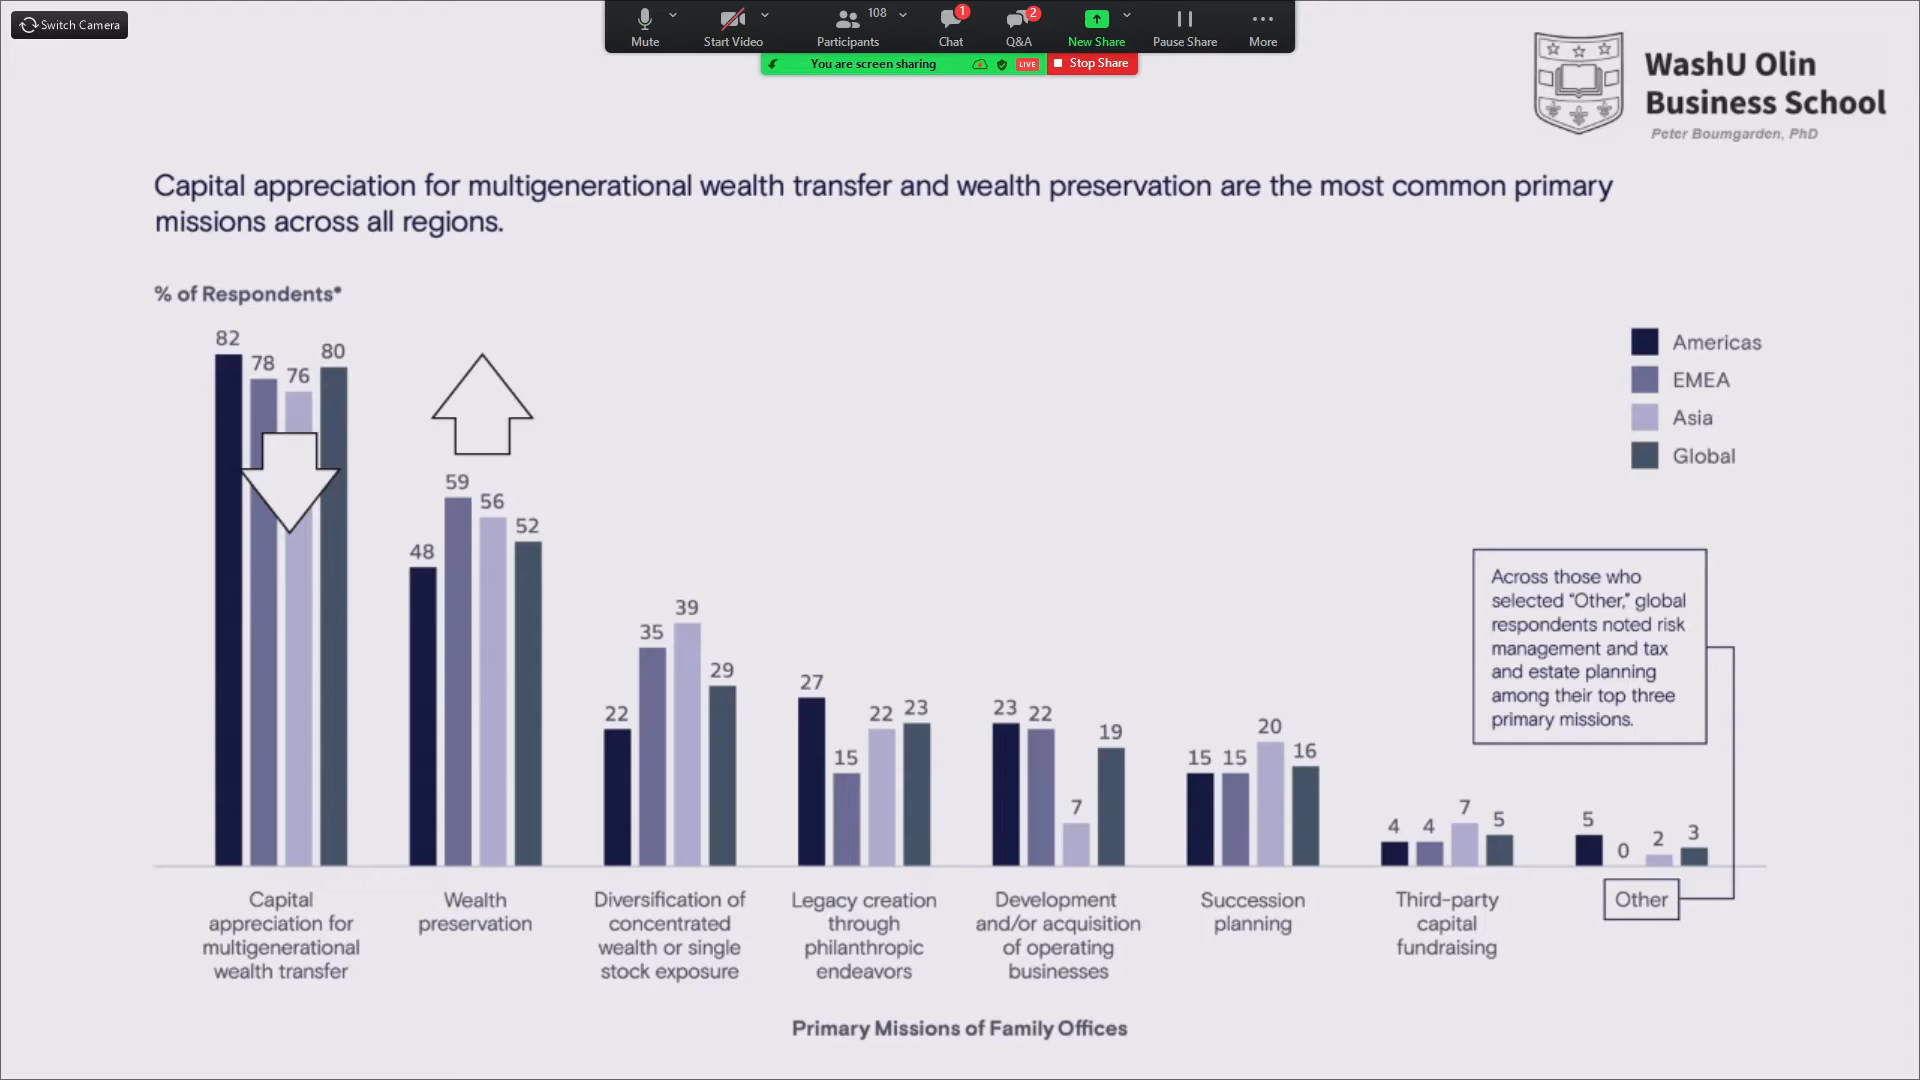 Switch Camera
Mute
Start Video
Participants
108
Chat
1
Q&A
2
New Share
Pause Share
More
You are screen sharing
LIVE
Stop Share
WashU Olin
Business School
Peter Boumgarden, PhD
Capital appreciation for multigenerational wealth transfer and wealth preservation are the most common primary
missions across all regions.
% of Respondents*
82
78
76
80
48
59
56
52
22
35
39
29
27
15
22
23
23
22
7
19
15
15
20
16
4
4
7
5
5
0
2
3
Americas
EMEA
Asia
Global
Across those who
selected “Other,” global
respondents noted risk
management and tax
and estate planning
among their top three
primary missions.
Capital
appreciation for
multigenerational
wealth transfer
Wealth
preservation
Diversification of
concentrated
wealth or single
stock exposure
Legacy creation
through
philanthropic
endeavors
Development
and/or acquisition
of operating
businesses
Succession
planning
Third-party
capital
fundraising
Other
Primary Missions of Family Offices